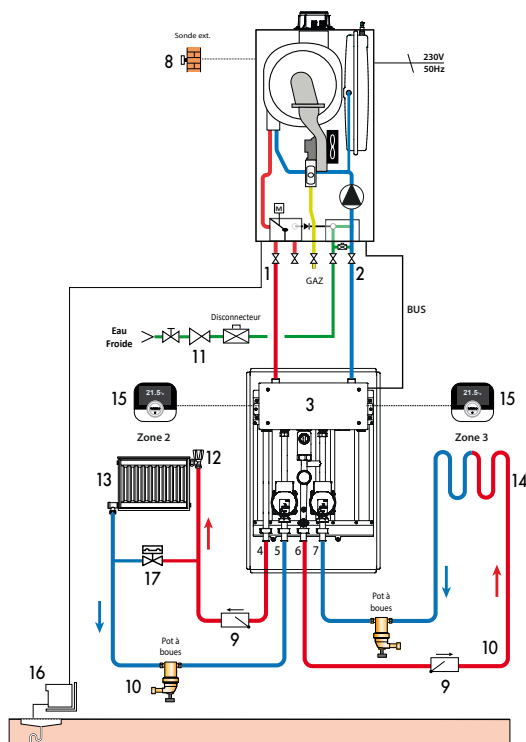 Sonde ext.
8
230V
50Hz
M
1
2
GAZ
BUS
Disconnecteur
Eau
Froide
11
15
21.5
Zone 2
3
21.5
15
Zone 3
12
13
14
4
5
6
7
17
9
Pot à
boues
10
Pot à
boues
10
9
16